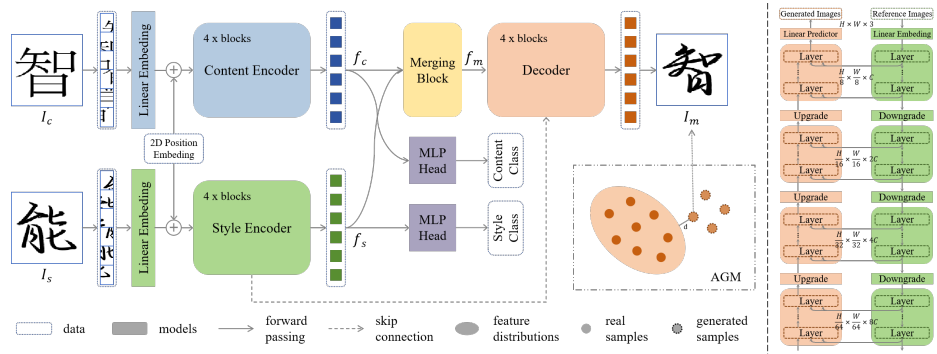 智
I_c
Linear Embeding
4 x blocks
Content Encoder
f_c
Merging
Block
f_m
4 x blocks
Decoder
智
I_m
2D Position
Embeding
MLP
Head
Content
Class
能
I_s
Linear Embeding
4 x blocks
Style Encoder
f_s
MLP
Head
Style
Class
d
AGM
data
models
forward
passing
skip
connection
feature
distributions
real
samples
generated
samples
Generated Images
Reference Images
H × W × 3
Linear Predictor
Linear Embeding
Layer
Layer
H/8 × W/8 × C
Layer
Layer
Upgrade
Downgrade
Layer
Layer
H/16 × W/16 × 2C
Layer
Layer
Upgrade
Downgrade
Layer
Layer
H/32 × W/32 × 4C
Layer
Layer
Upgrade
Downgrade
Layer
Layer
H/64 × W/64 × 8C
Layer
Layer